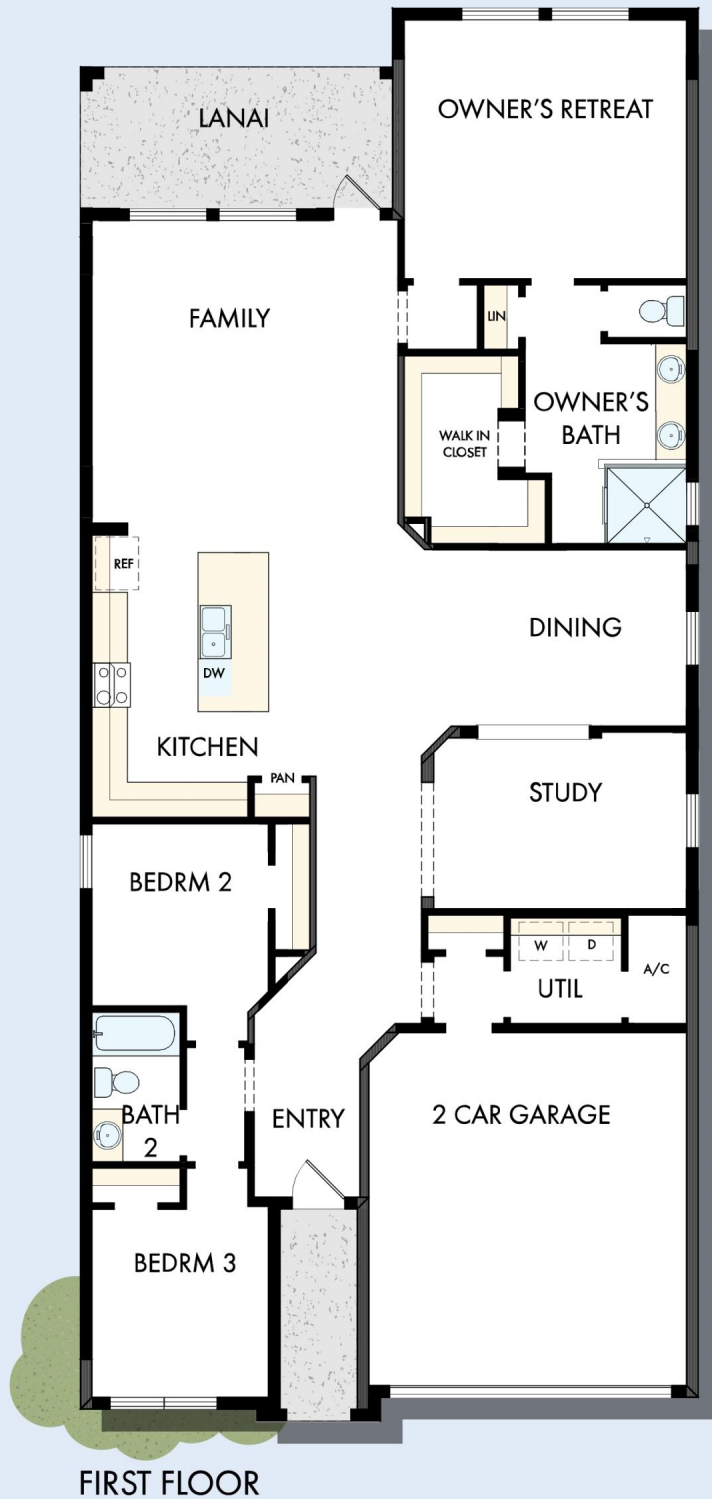 LANAI
OWNER'S RETREAT
FAMILY
LIN
OWNER'S
BATH
WALK IN
CLOSET
REF
DINING
DW
KITCHEN
PAN
STUDY
BEDRM 2
W
D
A/C
UTIL
BATH
2
ENTRY
2 CAR GARAGE
BEDRM 3
FIRST FLOOR